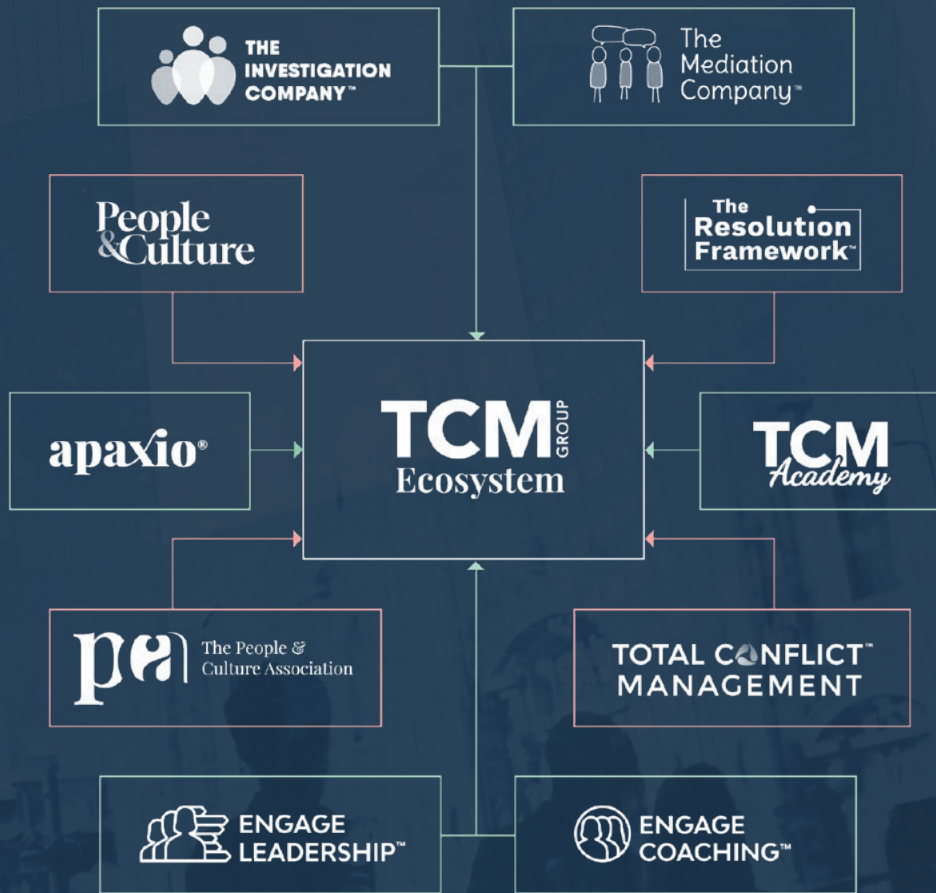 THE
INVESTIGATION
COMPANY™
The
Mediation
Company™
People
&Culture
The
Resolution
Framework™
apaxio®
TCM GROUP
Ecosystem
TCM
Academy
pca
The People &
Culture Association
TOTAL CONFLICT™
MANAGEMENT
ENGAGE
LEADERSHIP™
ENGAGE
COACHING™